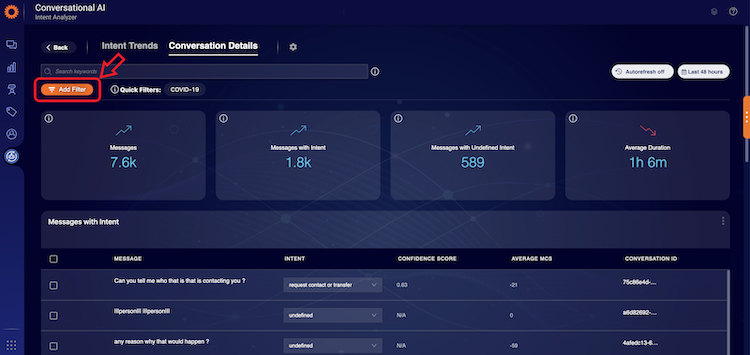 Conversational AI
Intent Analyzer
Back
Intent Trends
Conversation Details
Search keywords
Autorefresh off
Last 48 hours
Add Filter
Quick Filters:
COVID-19
Messages
7.6k
Messages with Intent
1.8k
Messages with Undefined Intent
589
Average Duration
1h 6m
Messages with Intent
MESSAGE INTENT CONFIDENCE SCORE AVERAGE MCS CONVERSATION ID
Can you tell me who that is that is contacting you ? request contact or transfer 0.63 -21 75c86e4d-...
undefined N/A 0 a6d82692-...
any reason why that would happen ? undefined N/A -59 4afedc13-6...